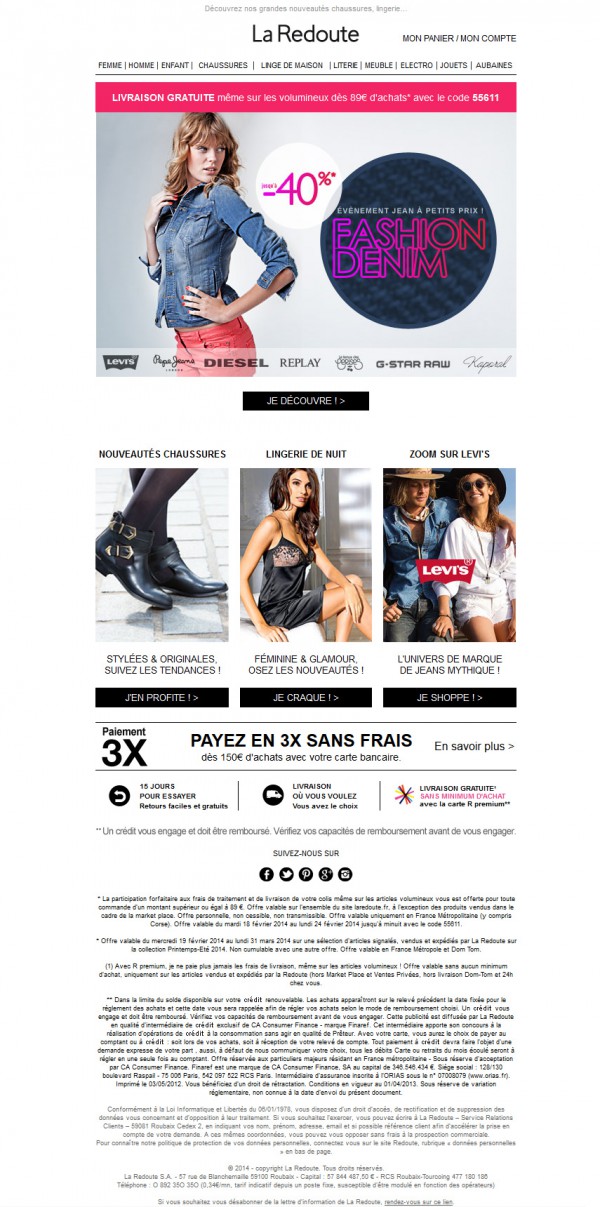 Découvrez nos grandes nouveautés chaussures, lingerie...
La Redoute
MON PANIER / MON COMPTE
FEMME | HOMME | ENFANT | CHAUSSURES | LINGE DE MAISON | LITERIE | MEUBLE | ELECTRO | JOUETS | AUBAINES
LIVRAISON GRATUITE même sur les volumineux dès 89€ d'achats* avec le code 55611
jusqu'à
-40%*
ÉVÈNEMENT JEAN À PETITS PRIX !
FASHION
DENIM
LEVI'S Pepe Jeans LONDON DIESEL REPLAY G-STAR RAW Kaporal
JE DÉCOUVRE ! >
NOUVEAUTÉS CHAUSSURES
LINGERIE DE NUIT
ZOOM SUR LEVI'S
LEVI'S®
STYLÉES & ORIGINALES,
SUIVEZ LES TENDANCES !
FÉMININE & GLAMOUR,
OSEZ LES NOUVEAUTÉS !
L'UNIVERS DE MARQUE
DE JEANS MYTHIQUE !
J'EN PROFITE ! >
JE CRAQUE ! >
JE SHOPPE ! >
Paiement
3X
PAYEZ EN 3X SANS FRAIS
dès 150€ d'achats avec votre carte bancaire.
En savoir plus >
15 JOURS
POUR ESSAYER
Retours faciles et gratuits
LIVRAISON
OÙ VOUS VOULEZ
Vous avez le choix
LIVRAISON GRATUITE¹
SANS MINIMUM D'ACHAT
avec la carte R premium**
** Un crédit vous engage et doit être remboursé. Vérifiez vos capacités de remboursement avant de vous engager.
SUIVEZ-NOUS SUR
* La participation forfaitaire aux frais de traitement et de livraison de votre colis même sur les articles volumineux vous est offerte pour toute
commande d'un montant supérieur ou égal à 89 €. Offre valable sur l'ensemble du site laredoute.fr, à l'exception des produits vendus dans le
cadre de la market place. Offre personnelle, non cessible, non transmissible. Offre valable uniquement en France Métropolitaine (y compris
Corse). Offre valable du mardi 18 février 2014 au lundi 24 février 2014 jusqu'à minuit avec le code 55611.
* Offre valable du mercredi 19 février 2014 au lundi 31 mars 2014 sur une sélection d'articles signalés, vendus et expédiés par La Redoute sur
la collection Printemps-Eté 2014. Non cumulable avec une autre offre. Offre valable en France Métropole et Dom Tom.
(1) Avec R premium, je ne paie plus jamais les frais de livraison, même sur les articles volumineux ! Offre valable sans aucun minimum
d'achat, uniquement sur les articles vendus et expédiés par la Redoute (hors Market Place et Ventes Privées, hors livraison Dom-Tom et 24h
chez vous.
** Dans la limite du solde disponible sur votre crédit renouvelable. Les achats apparaîtront sur le relevé précédent la date fixée pour le
règlement des achats et cette date vous sera rappelée afin de régler vos achats selon le mode de remboursement choisi. Un crédit vous
engage et doit être remboursé. Vérifiez vos capacités de remboursement avant de vous engager. Cette publicité est diffusée par La Redoute
en qualité d'intermédiaire de crédit exclusif de CA Consumer Finance - marque Finaref. Cet intermédiaire apporte son concours à la
réalisation d'opérations de crédit à la consommation sans agir en qualité de Prêteur. Avec votre carte, vous aurez le choix de payer au
comptant ou à crédit : soit lors de vos achats, soit à réception de votre relevé de compte. Tout paiement à crédit devra faire l'objet d'une
demande expresse de votre part , aussi, à défaut de nous communiquer votre choix, tous les débits Carte ou retraits du mois écoulé seront à
régler en une seule fois au comptant. Offre réservée aux particuliers majeurs résidant en France métropolitaine - Sous réserve d'acceptation
par CA Consumer Finance. Finaref est une marque de CA Consumer Finance, SA au capital de 346.546.434 €. Siège social : 128/130
boulevard Raspail - 75 006 Paris, 542 097 522 RCS Paris. Intermédiaire d'assurance inscrite à l'ORIAS sous le n° 07008079 (www.orias.fr).
Imprimé le 03/05/2012. Vous bénéficiez d'un droit de rétractation. Conditions en vigueur au 01/04/2013. Sous réserve de variation
réglementaire, non connue à la date d'envoi du présent document.
Conformément à la Loi Informatique et Libertés du 06/01/1978, vous disposez d'un droit d'accès, de rectification et de suppression des
données vous concernant et d'opposition à leur traitement. Si vous souhaitez l'exercer, vous pouvez écrire à La Redoute – Service Relations
Clients – 59081 Roubaix Cedex 2, en indiquant vos nom, prénom, adresse, email et si possible référence client afin d'accélérer la prise en
compte de votre demande. A ces mêmes coordonnées, vous pouvez vous opposer sans frais à la prospection commerciale.
Pour connaître notre politique de protection de vos données personnelles, connectez vous sur le site Redoute, rubrique « données personnelles
» en bas de page.
© 2014 - copyright La Redoute. Tous droits réservés.
La Redoute S.A. - 57 rue de Blanchemaille 59100 Roubaix - Capital : 57 844 487,50 € - RCS Roubaix-Tourcoing 477 180 186
Téléphone : O 892 35O 35O (0,34€/mn, tarif indicatif depuis un poste fixe, susceptible d'être modulé en fonction des opérateurs)
Si vous souhaitez vous désabonner de la lettre d'information de La Redoute, rendez-vous sur ce lien.